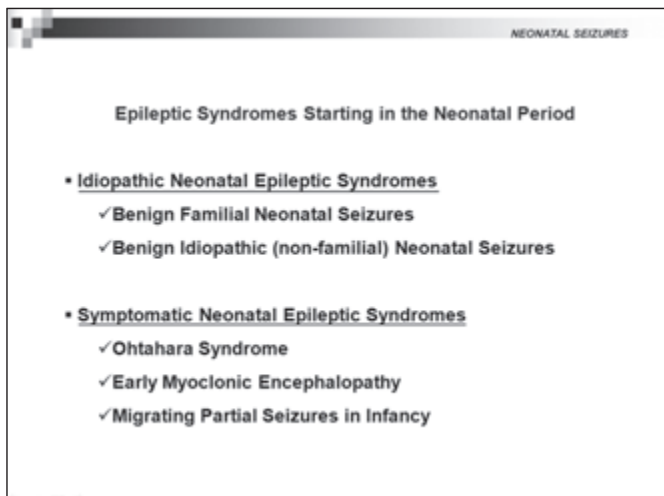 NEONATAL SEIZURES
Epileptic Syndromes Starting in the Neonatal Period
▪ Idiopathic Neonatal Epileptic Syndromes
✓Benign Familial Neonatal Seizures
✓Benign Idiopathic (non-familial) Neonatal Seizures
▪ Symptomatic Neonatal Epileptic Syndromes
✓Ohtahara Syndrome
✓Early Myoclonic Encephalopathy
✓Migrating Partial Seizures in Infancy